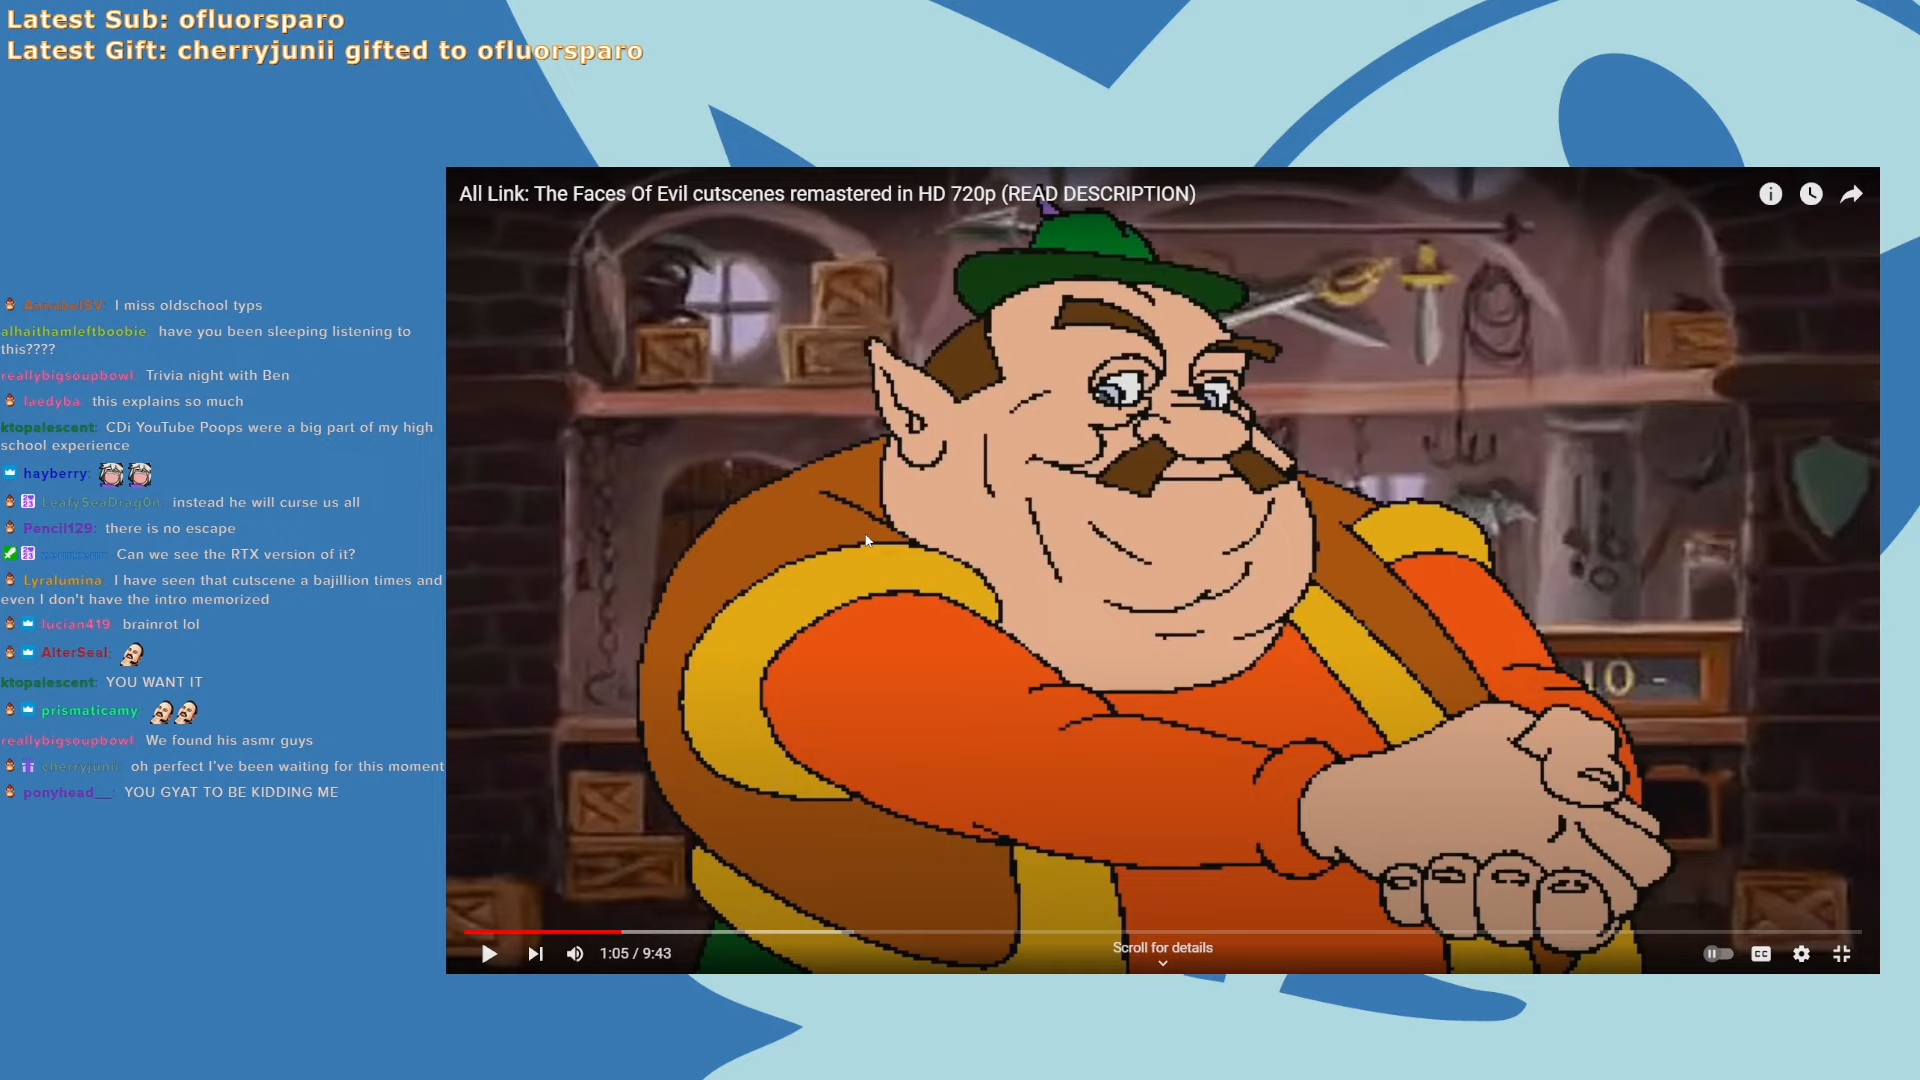 Latest Sub: ofluorsparo
Latest Gift: cherryjunii gifted to ofluorsparo
All Link: The Faces Of Evil cutscenes remastered in HD 720p (READ DESCRIPTION)
AnnabelSV: I miss oldschool typs
alhaithamleftboobie: have you been sleeping listening to
this????
reallybigsoupbowl: Trivia night with Ben
laedyba: this explains so much
ktopalescent: CDi YouTube Poops were a big part of my high
school experience
hayberry:
LeafySeaDrag0n: instead he will curse us all
Pencil129: there is no escape
Can we see the RTX version of it?
Lyralumina: I have seen that cutscene a bajillion times and
even I don't have the intro memorized
lucian419: brainrot lol
AlterSeal:
ktopalescent: YOU WANT IT
prismaticamy:
reallybigsoupbowl: We found his asmr guys
cherryjunii: oh perfect I've been waiting for this moment
ponyhead__: YOU GYAT TO BE KIDDING ME
10 -
1:05 / 9:43
Scroll for details
CC